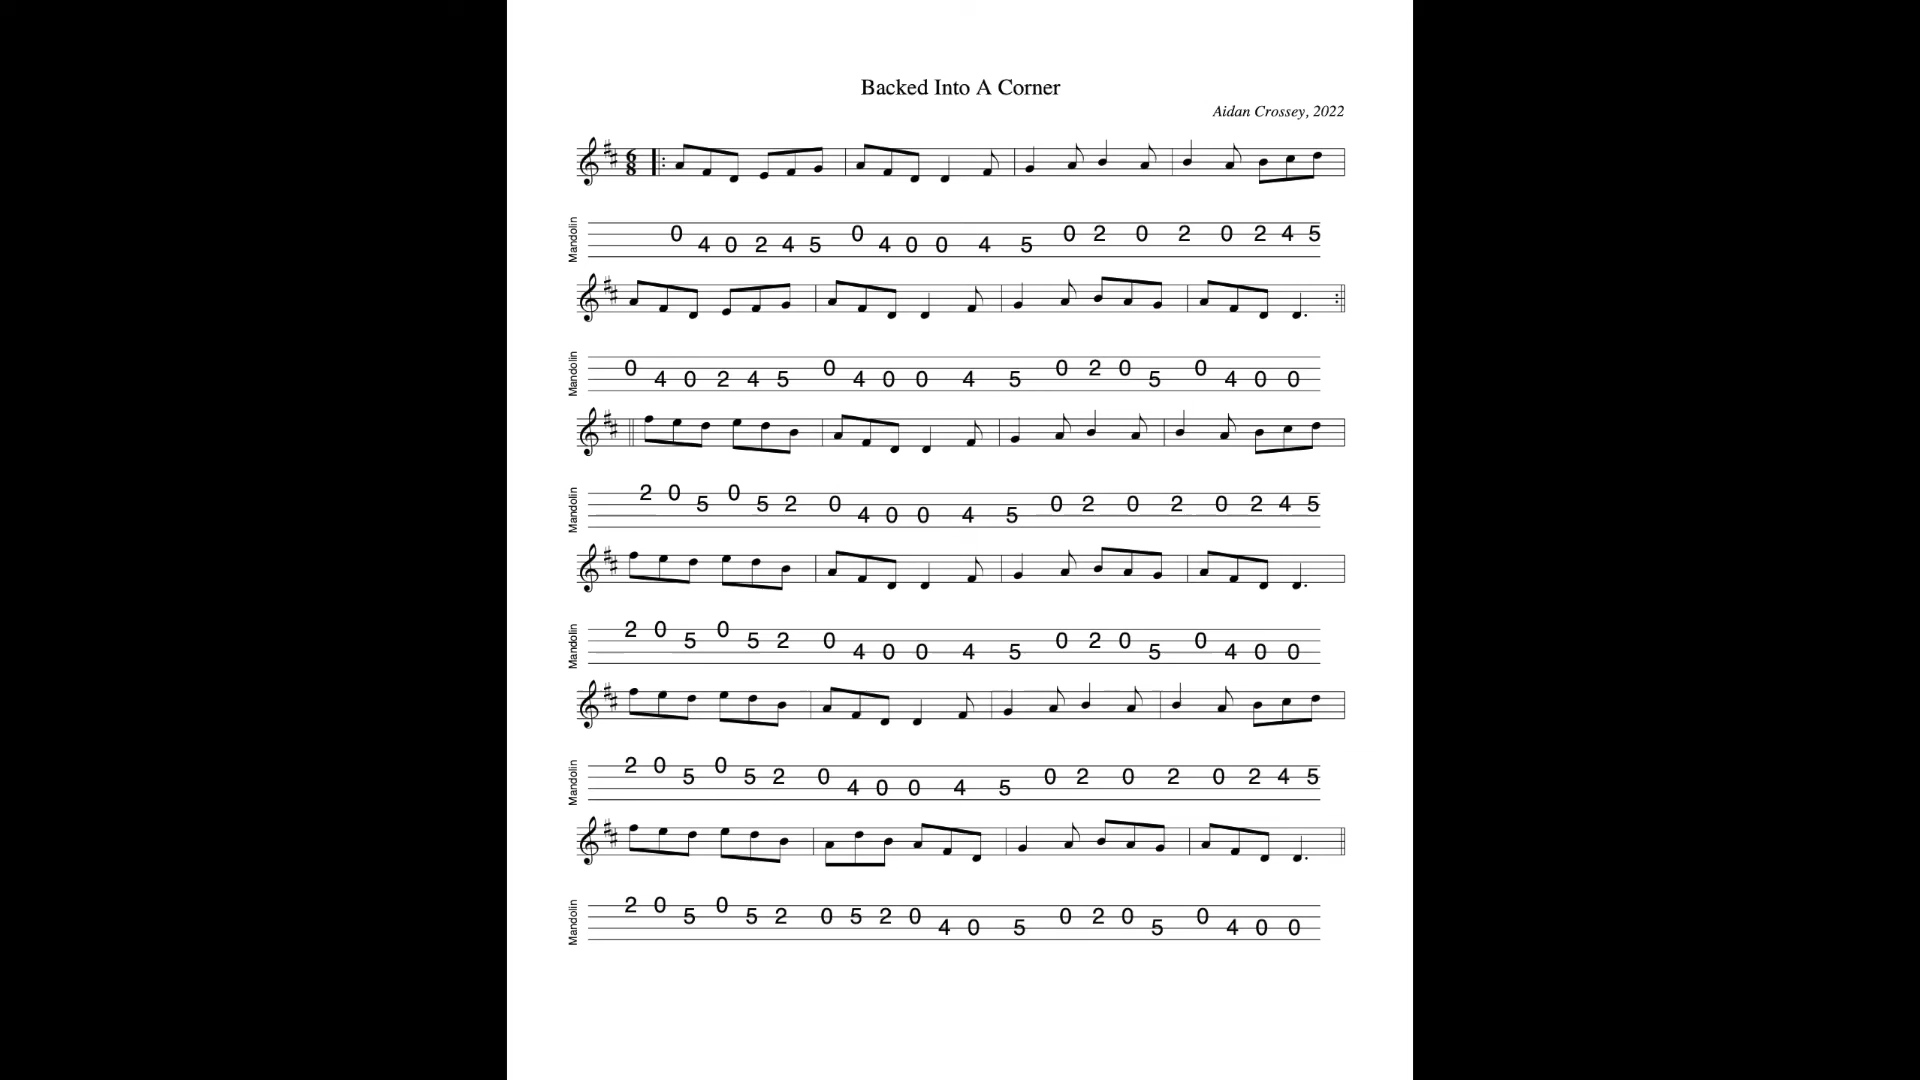 Backed Into A Corner
Aidan Crossey, 2022
6
8
Mandolin
0 4 0 2 4 5 0 4 0 0 4 5 0 2 0 2 0 2 4 5
Mandolin
0 4 0 2 4 5 0 4 0 0 4 5 0 2 0 5 0 4 0 0
Mandolin
2 0 5 0 5 2 0 4 0 0 4 5 0 2 0 2 0 2 4 5
Mandolin
2 0 5 0 5 2 0 4 0 0 4 5 0 2 0 5 0 4 0 0
Mandolin
2 0 5 0 5 2 0 4 0 0 4 5 0 2 0 2 0 2 4 5
Mandolin
2 0 5 0 5 2 0 5 2 0 4 0 5 0 2 0 5 0 4 0 0